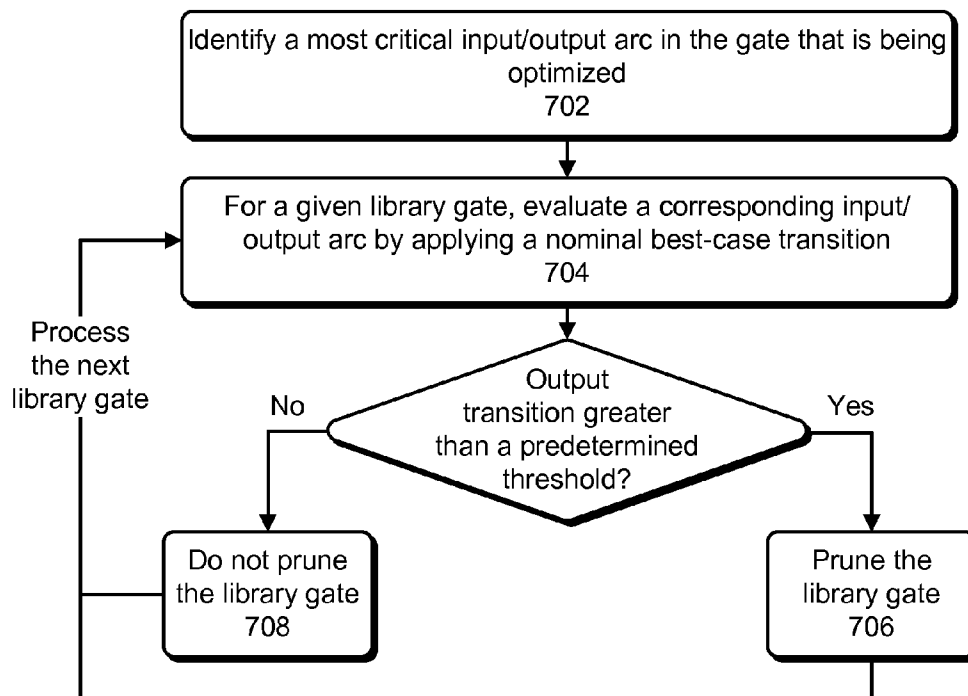 Identify a most critical input/output arc in the gate that is being
optimized
702
For a given library gate, evaluate a corresponding input/
output arc by applying a nominal best-case transition
704
Process
the next
library gate
Output
transition greater
than a predetermined
threshold?
No
Yes
Do not prune
the library gate
708
Prune the
library gate
706